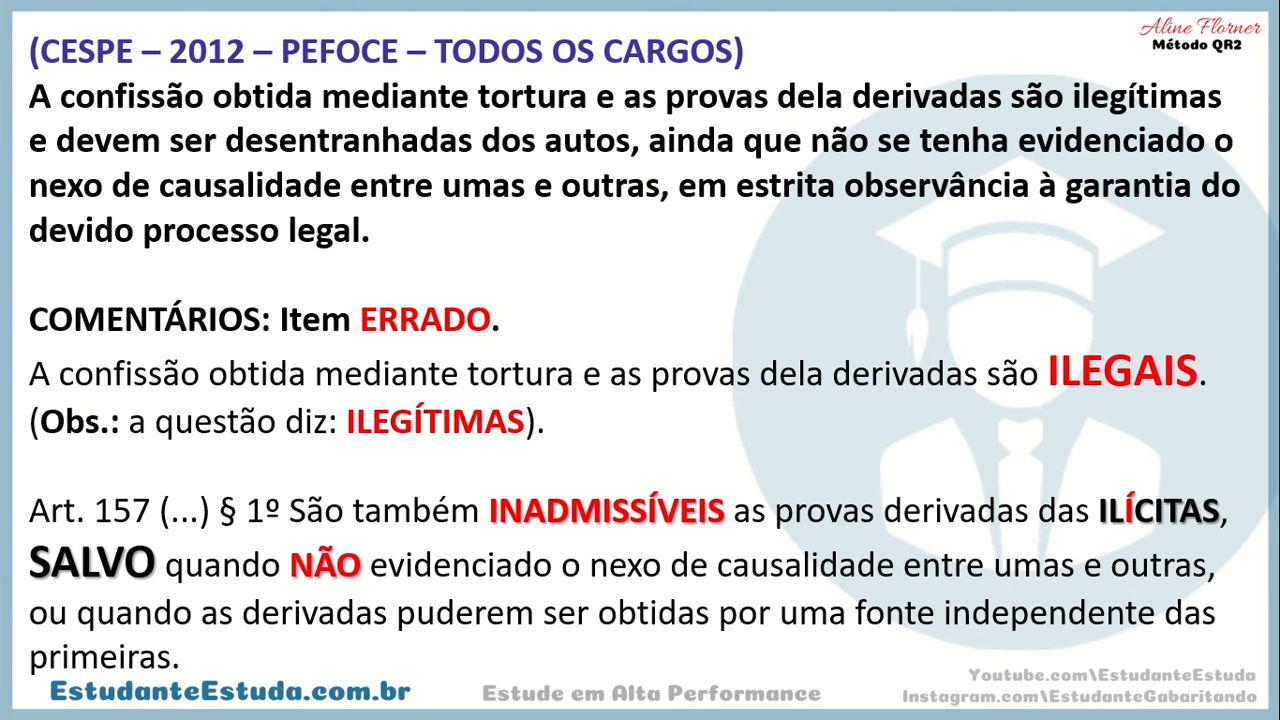 Aline Florner
Método QR2
(CESPE – 2012 – PEFOCE – TODOS OS CARGOS)
A confissão obtida mediante tortura e as provas dela derivadas são ilegítimas
e devem ser desentranhadas dos autos, ainda que não se tenha evidenciado o
nexo de causalidade entre umas e outras, em estrita observância à garantia do
devido processo legal.
COMENTÁRIOS: Item ERRADO.
A confissão obtida mediante tortura e as provas dela derivadas são ILEGAIS.
(Obs.: a questão diz: ILEGÍTIMAS).
Art. 157 (...) § 1º São também INADMISSÍVEIS as provas derivadas das ILÍCITAS,
SALVO quando NÃO evidenciado o nexo de causalidade entre umas e outras,
ou quando as derivadas puderem ser obtidas por uma fonte independente das
primeiras.
EstudanteEstuda.com.br
Estude em Alta Performance
Youtube.com\EstudanteEstuda
Instagram.com\EstudanteGabaritando